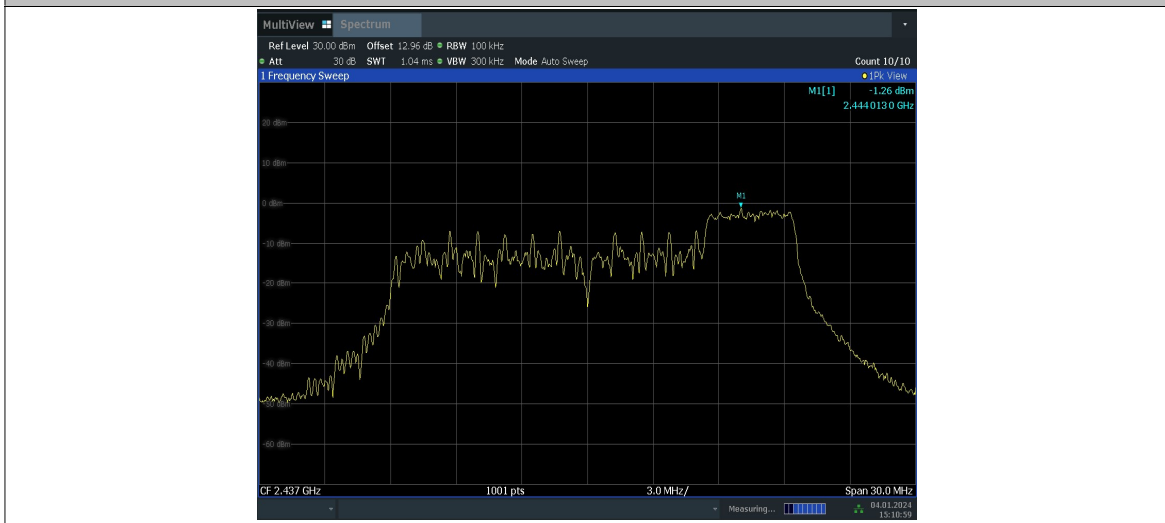 MultiView Spectrum
Ref Level 30.00 dBm Offset 12.96 dB RBW 100 kHz
Att 30 dB SWT 1.04 ms VBW 300 kHz Mode Auto Sweep Count 10/10
1 Frequency Sweep 1Pk View
M1[1] -1.26 dBm
2.444 013 0 GHz
20 dBm
10 dBm
M1
0 dBm
-10 dBm
-20 dBm
-30 dBm
-40 dBm
-50 dBm
-60 dBm
CF 2.437 GHz 1001 pts 3.0 MHz/ Span 30.0 MHz
Measuring... 04.01.2024
15:10:59